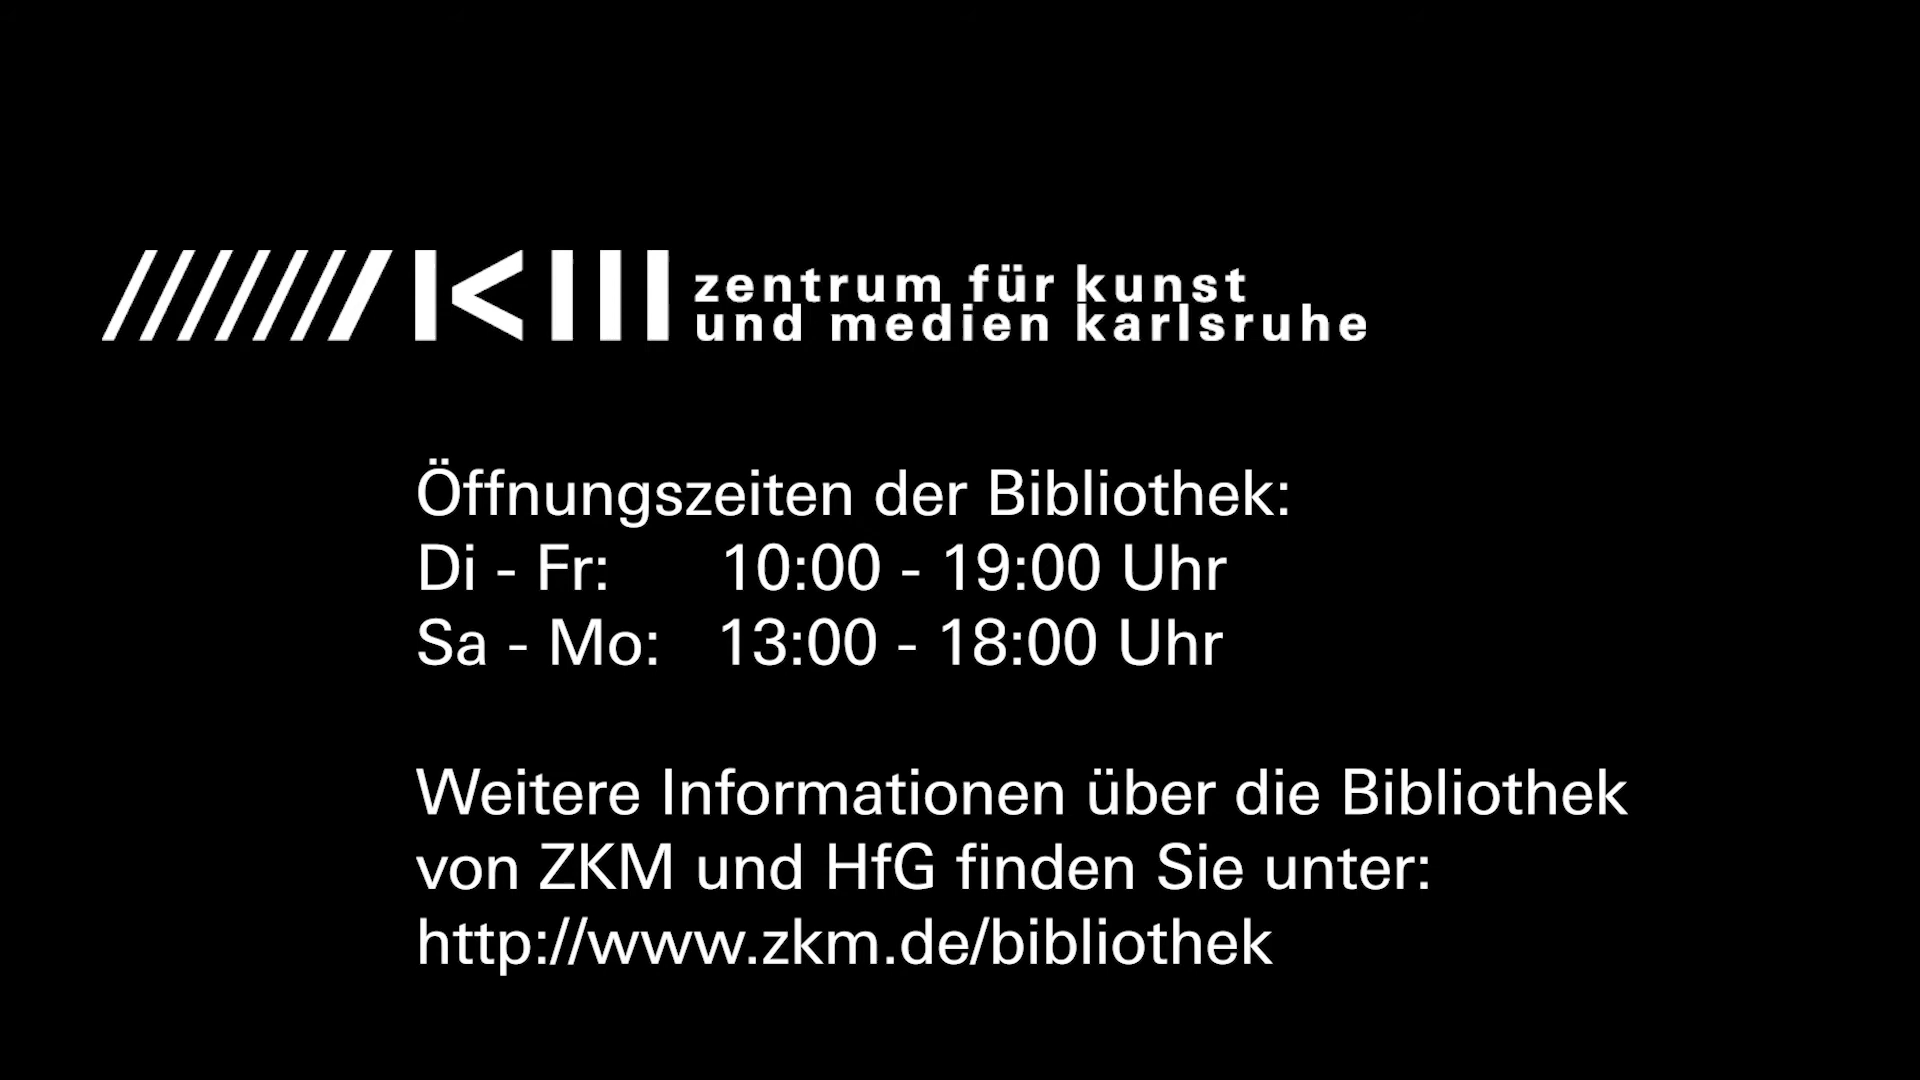 zentrum für kunst
und medien karlsruhe
Öffnungszeiten der Bibliothek:
Di - Fr: 10:00 - 19:00 Uhr
Sa - Mo: 13:00 - 18:00 Uhr
Weitere Informationen über die Bibliothek
von ZKM und HfG finden Sie unter:
http://www.zkm.de/bibliothek